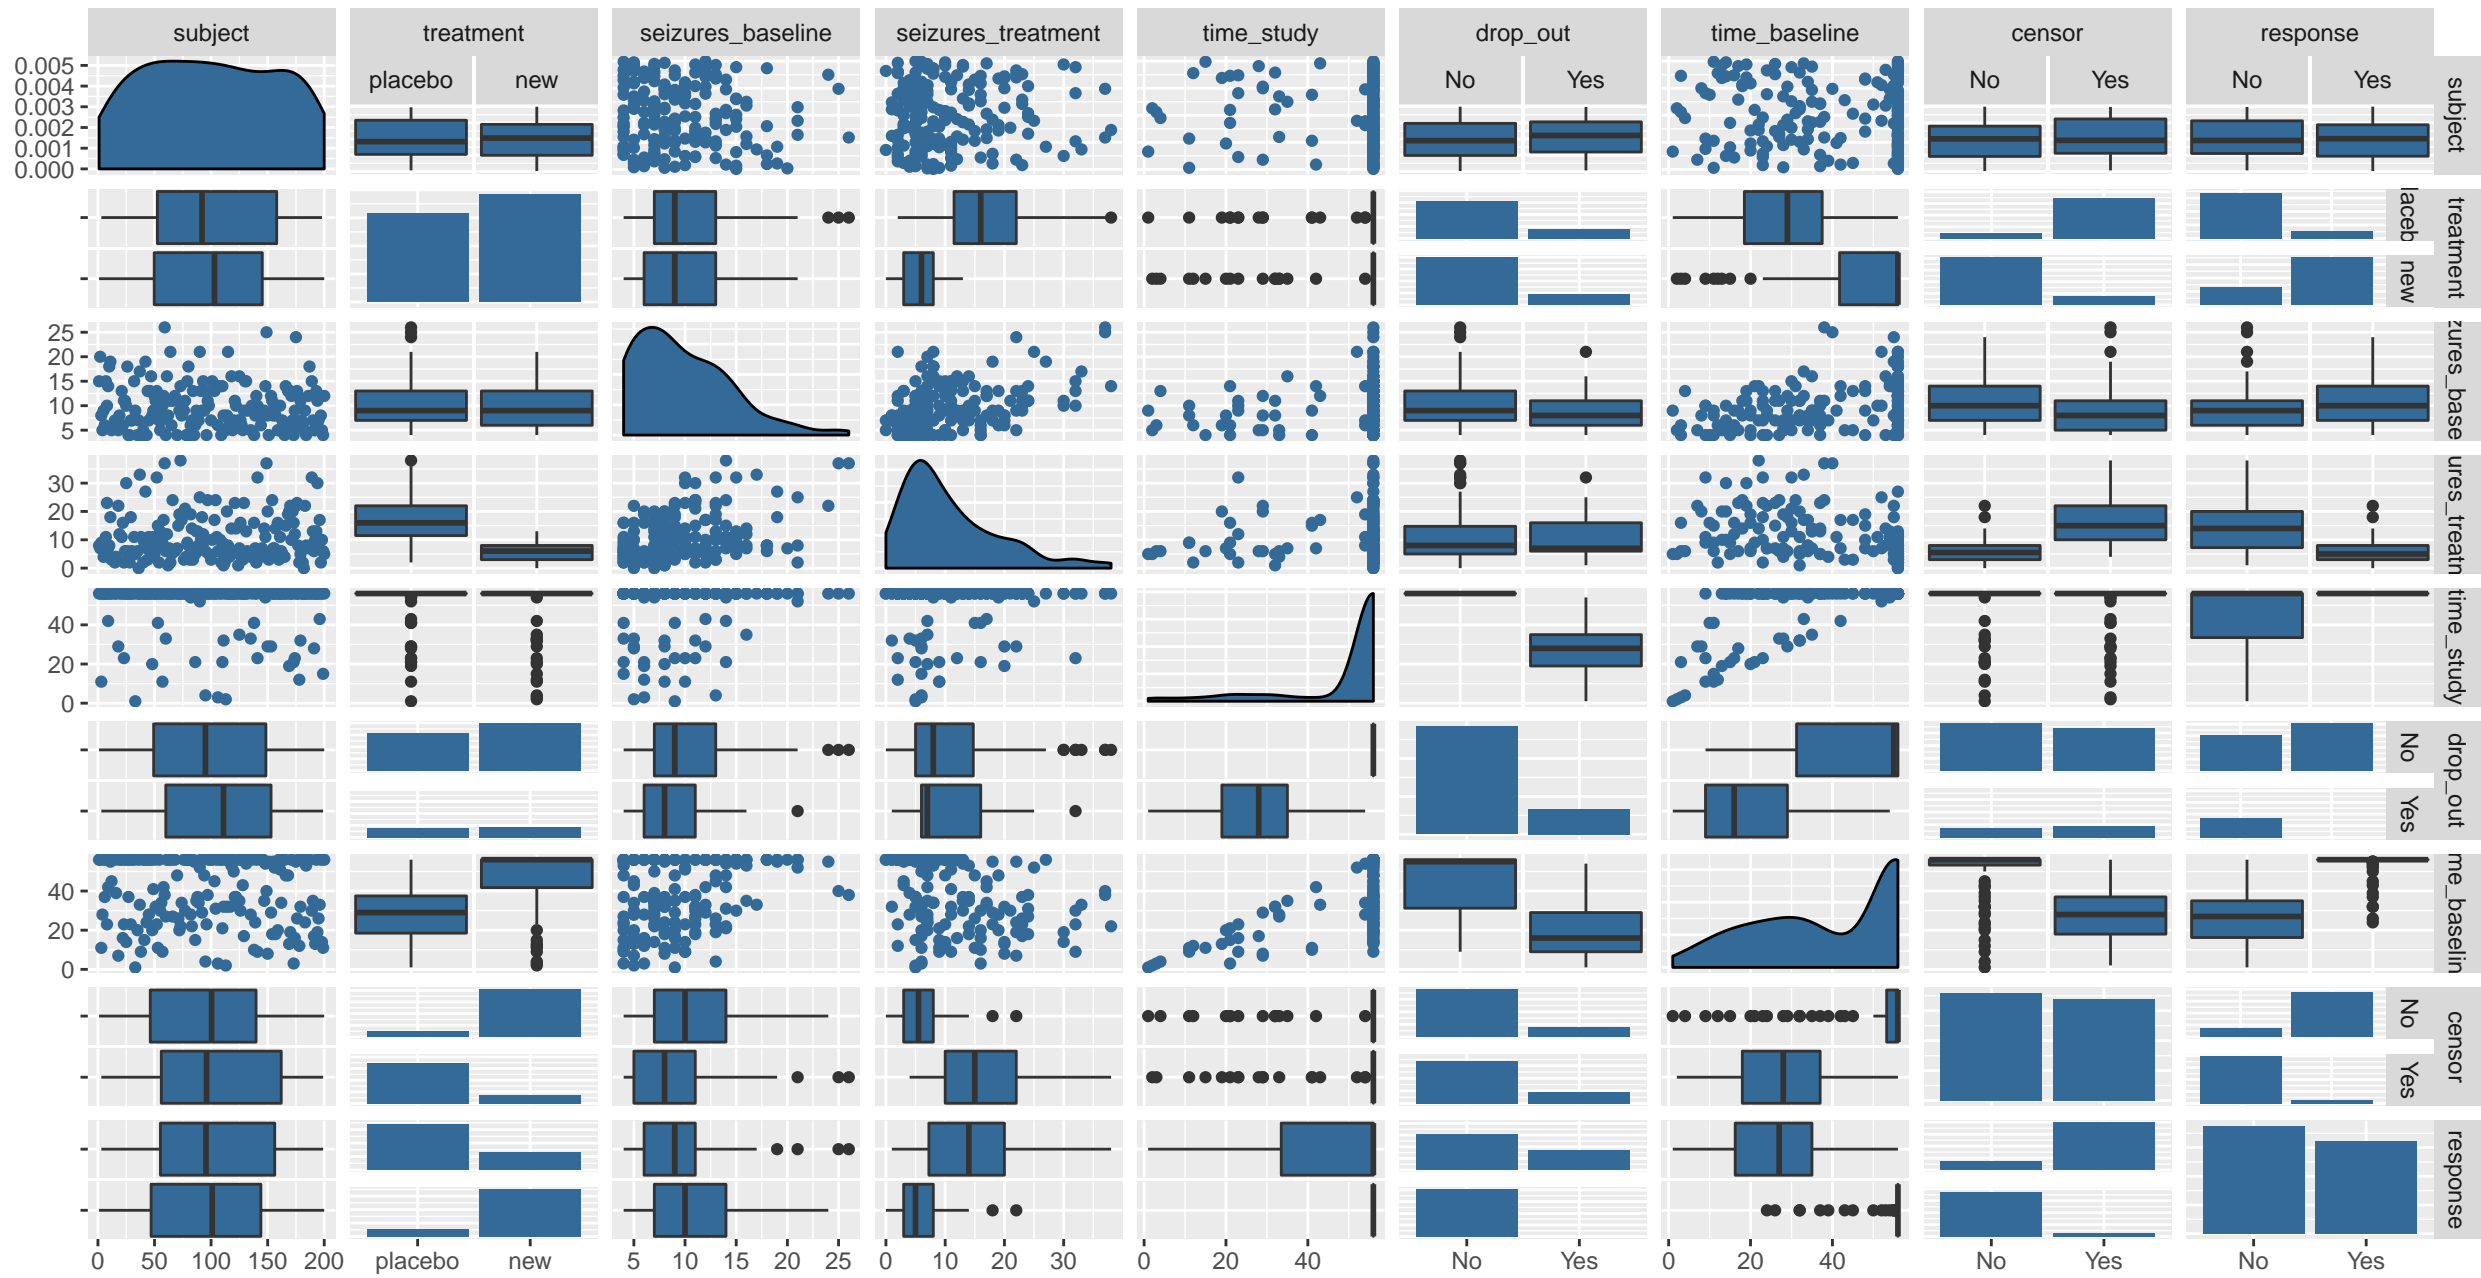 subject treatment seizures_baseline seizures_treatment time_study drop_out time_baseline censor response
placebo new No Yes No Yes No Yes
0.005
0.004
0.003
0.002
0.001
0.000
subject
laceb
new
treatment
25
20
15
10
5
zures_base
30
20
10
0
ures_treatn
40
20
0
time_study
No
Yes
drop_out
40
20
0
me_baselin
No
Yes
censor
response
0 50 100 150 200 placebo new 5 10 15 20 25 0 10 20 30 0 20 40 No Yes 0 20 40 No Yes No Yes